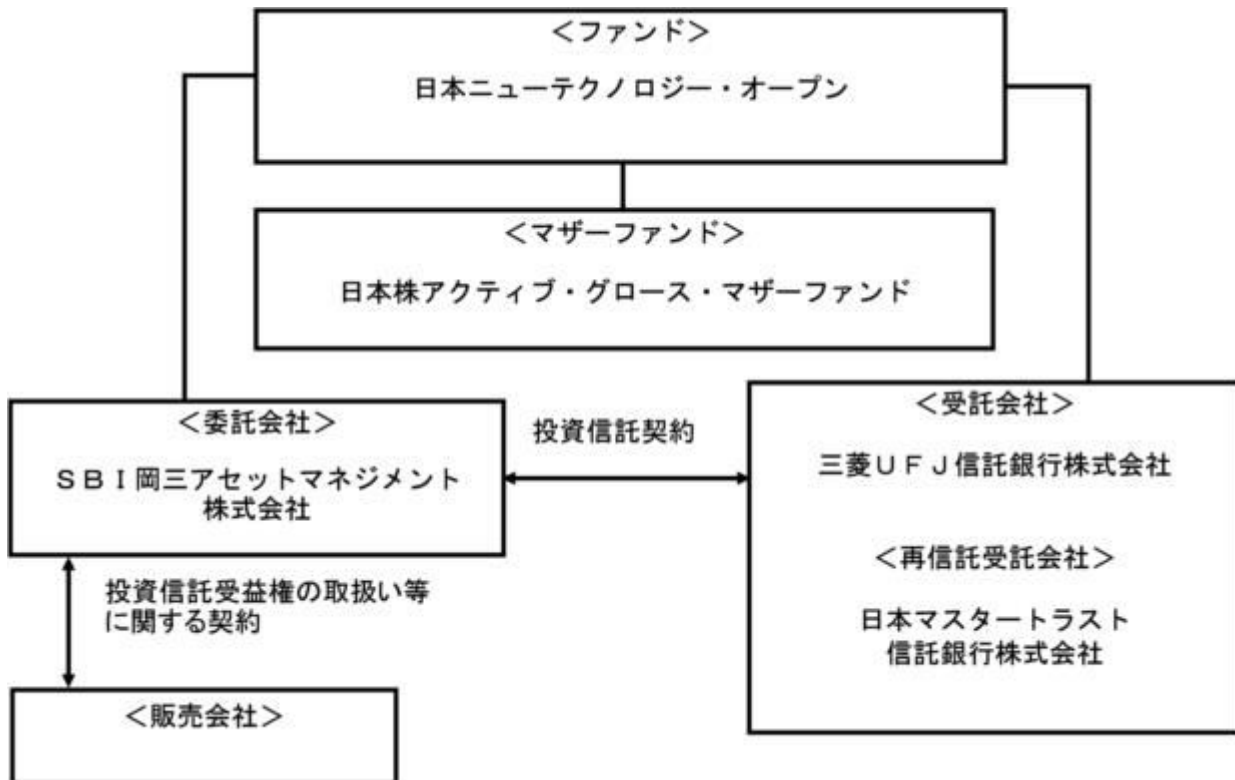 ＜ファンド＞
日本ニューテクノロジー・オープン
＜マザーファンド＞
日本株アクティブ・グロース・マザーファンド
＜委託会社＞
ＳＢＩ岡三アセットマネジメント
株式会社
投資信託契約
＜受託会社＞
三菱ＵＦＪ信託銀行株式会社
＜再信託受託会社＞
日本マスタートラスト
信託銀行株式会社
投資信託受益権の取扱い等
に関する契約
＜販売会社＞